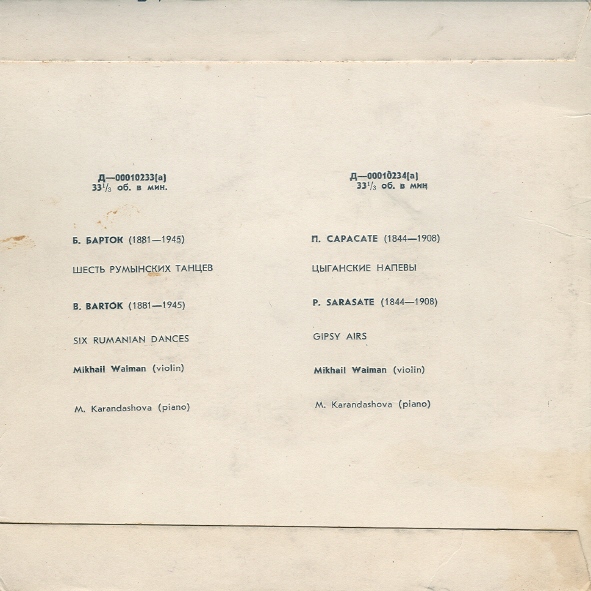 Д—00010233(а)
33⅓ об. в мин.
Б. БАРТОК (1881—1945)
ШЕСТЬ РУМЫНСКИХ ТАНЦЕВ
B. BARTOK (1881—1945)
SIX RUMANIAN DANCES
Mikhail Waiman (violin)
M. Karandashova (piano)
Д—00010234(а)
33⅓ об. в мин
П. САРАСАТЕ (1844—1908)
ЦЫГАНСКИЕ НАПЕВЫ
P. SARASATE (1844—1908)
GIPSY AIRS
Mikhail Waiman (violin)
M. Karandashova (piano)